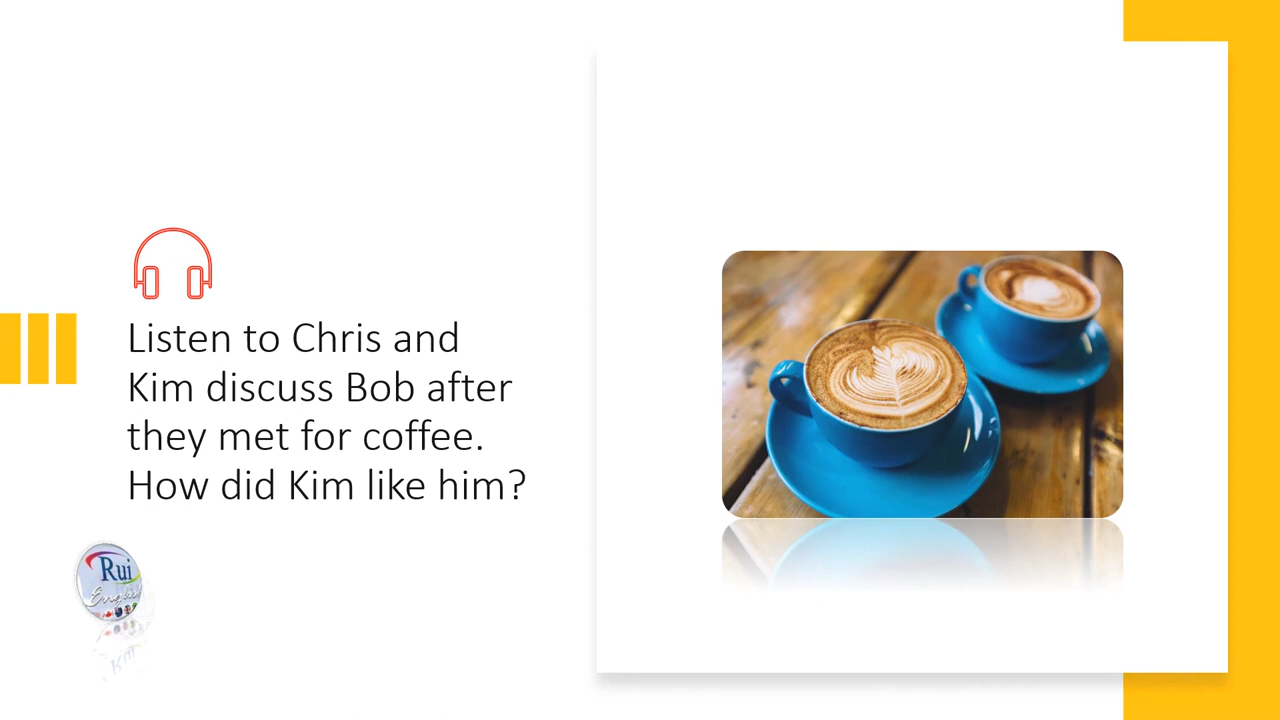 Listen to Chris and
Kim discuss Bob after
they met for coffee.
How did Kim like him?
Rui